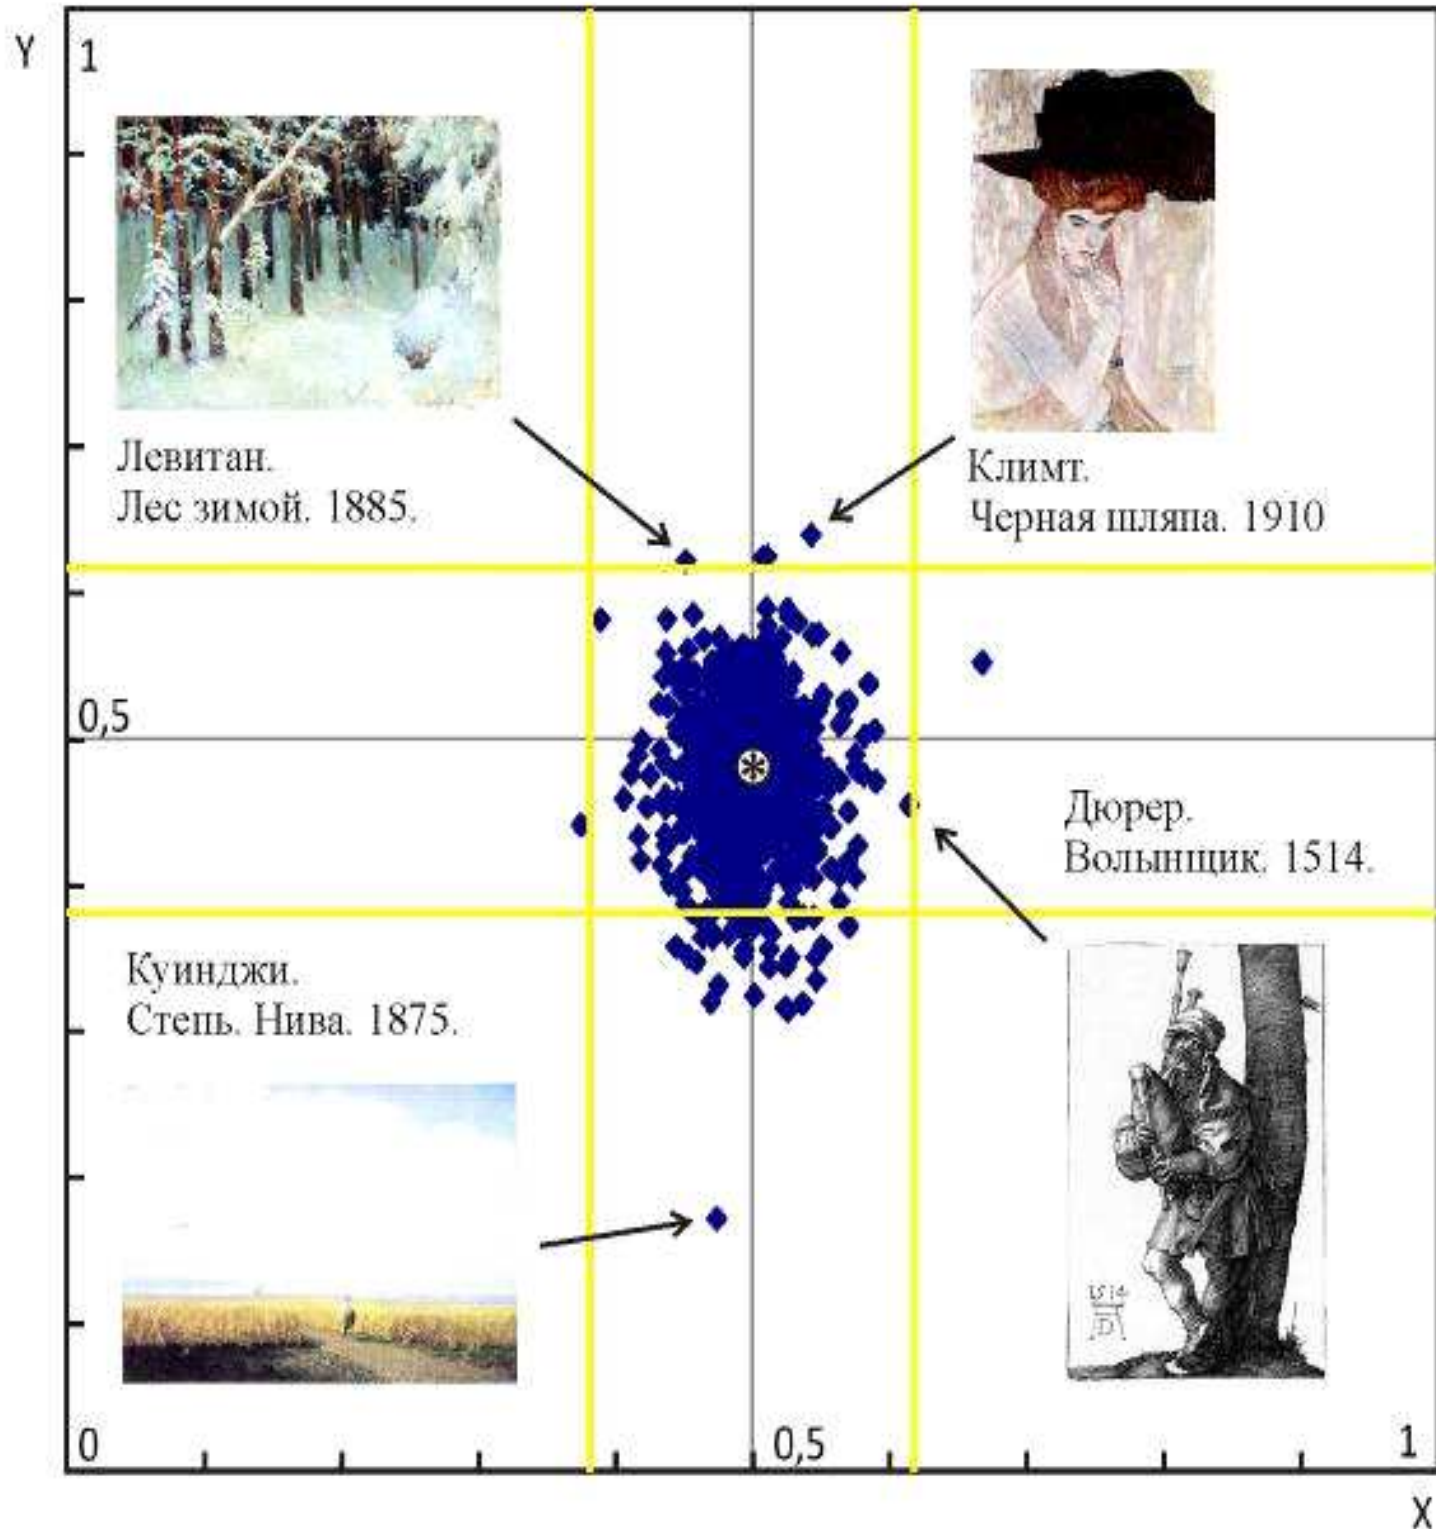 Y
1
Левитан.
Лес зимой. 1885.
Климт.
Черная шляпа. 1910
0,5
Дюрер.
Волынщик. 1514.
Куинджи.
Степь. Нива. 1875.
1514
D
0
0,5
1
X